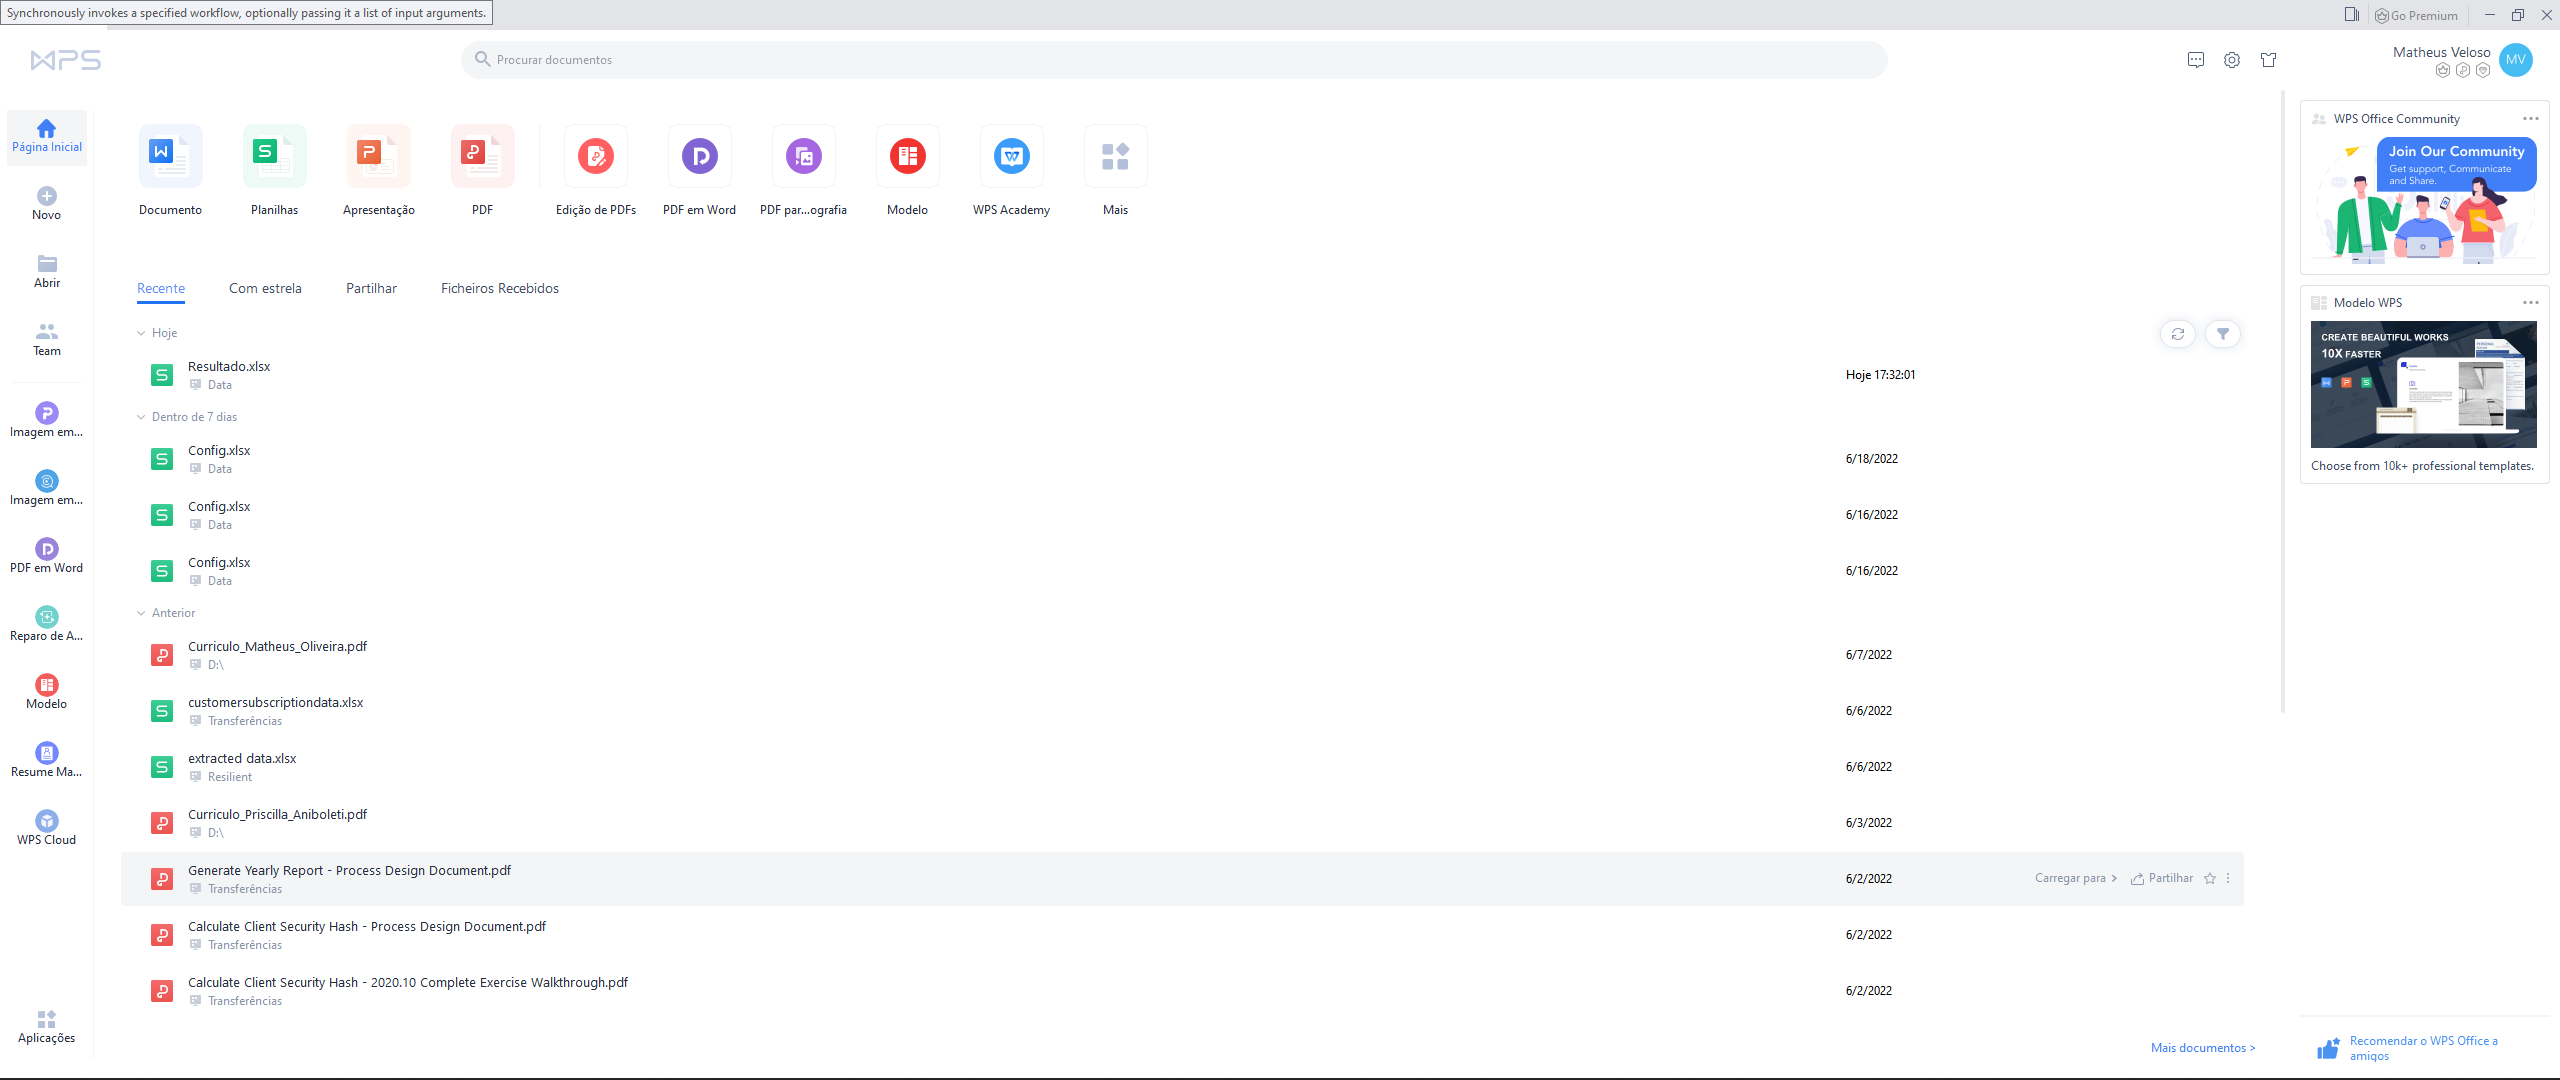 Synchronously invokes a specified workflow, optionally passing it a list of input arguments.
Go Premium
WPS
Procurar documentos
Matheus Veloso
MV
Página Inicial
Novo
Abrir
Team
Imagem em...
Imagem em...
PDF em Word
Reparo de A...
Modelo
Resume Ma...
WPS Cloud
Aplicações
Documento
Planilhas
Apresentação
PDF
Edição de PDFs
PDF em Word
PDF par...ografia
Modelo
WPS Academy
Mais
Recente
Com estrela
Partilhar
Ficheiros Recebidos
Hoje
Resultado.xlsx
Data
Hoje 17:32:01
Dentro de 7 dias
Config.xlsx
Data
6/18/2022
Config.xlsx
Data
6/16/2022
Config.xlsx
Data
6/16/2022
Anterior
Curriculo_Matheus_Oliveira.pdf
D:\
6/7/2022
customersubscriptiondata.xlsx
Transferências
6/6/2022
extracted data.xlsx
Resilient
6/6/2022
Curriculo_Priscilla_Aniboleti.pdf
D:\
6/3/2022
Generate Yearly Report - Process Design Document.pdf
Transferências
6/2/2022
Carregar para >
Partilhar
Calculate Client Security Hash - Process Design Document.pdf
Transferências
6/2/2022
Calculate Client Security Hash - 2020.10 Complete Exercise Walkthrough.pdf
Transferências
6/2/2022
Mais documentos >
WPS Office Community
Join Our Community
Get support, Communicate
and Share.
Modelo WPS
CREATE BEAUTIFUL WORKS
10X FASTER
Choose from 10k+ professional templates.
Recomendar o WPS Office a
amigos